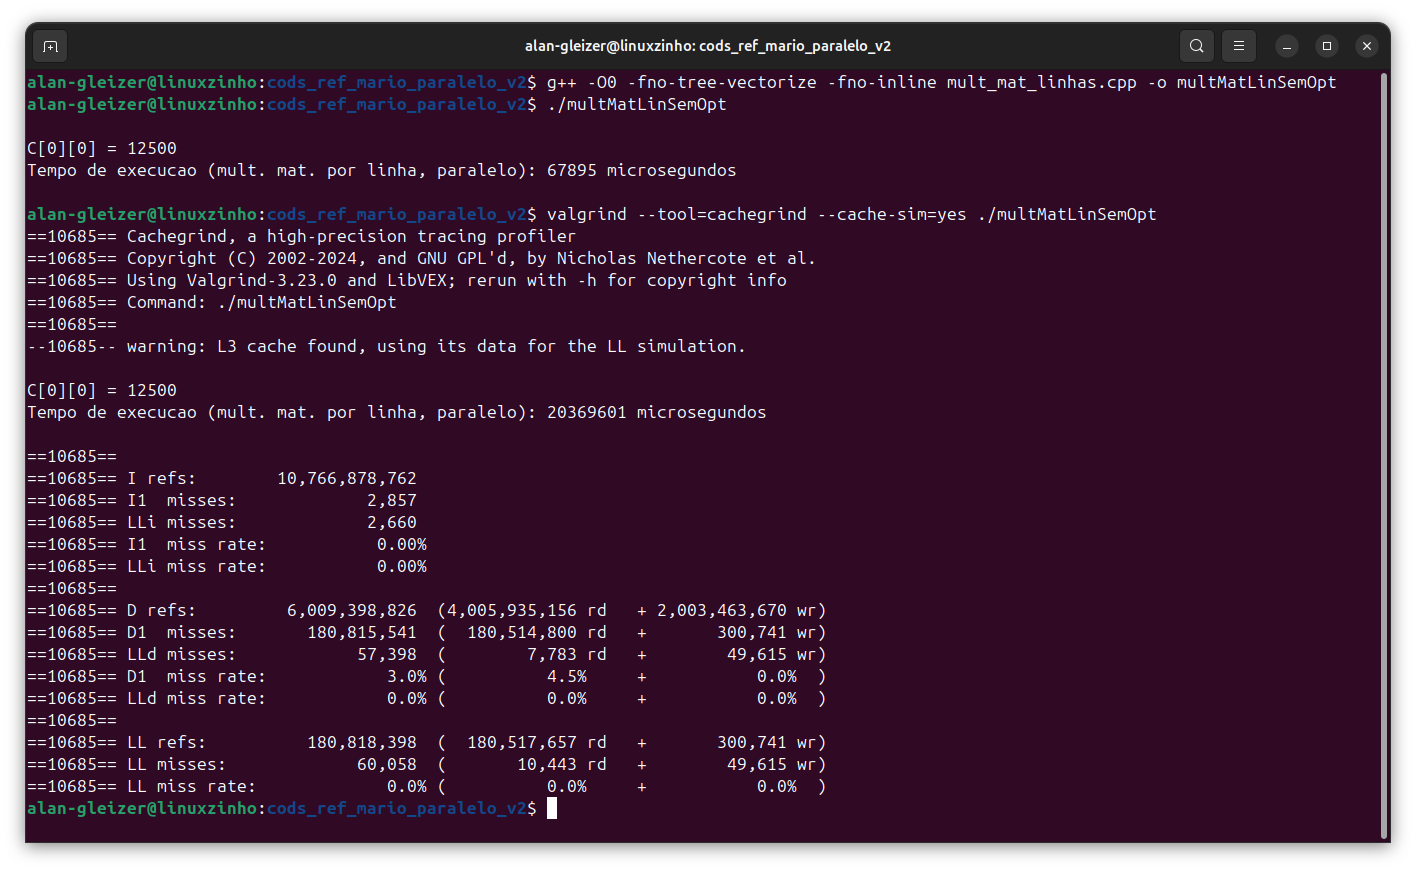 alan-gleizer@linuxzinho: cods_ref_mario_paralelo_v2
alan-gleizer@linuxzinho:cods_ref_mario_paralelo_v2$ g++ -O0 -fno-tree-vectorize -fno-inline mult_mat_linhas.cpp -o multMatLinSemOpt
alan-gleizer@linuxzinho:cods_ref_mario_paralelo_v2$ ./multMatLinSemOpt
C[0][0] = 12500
Tempo de execucao (mult. mat. por linha, paralelo): 67895 microsegundos
alan-gleizer@linuxzinho:cods_ref_mario_paralelo_v2$ valgrind --tool=cachegrind --cache-sim=yes ./multMatLinSemOpt
==10685== Cachegrind, a high-precision tracing profiler
==10685== Copyright (C) 2002-2024, and GNU GPL'd, by Nicholas Nethercote et al.
==10685== Using Valgrind-3.23.0 and LibVEX; rerun with -h for copyright info
==10685== Command: ./multMatLinSemOpt
==10685==
--10685-- warning: L3 cache found, using its data for the LL simulation.
C[0][0] = 12500
Tempo de execucao (mult. mat. por linha, paralelo): 20369601 microsegundos
==10685==
==10685== I refs:        10,766,878,762
==10685== I1  misses:             2,857
==10685== LLi misses:             2,660
==10685== I1  miss rate:           0.00%
==10685== LLi miss rate:           0.00%
==10685==
==10685== D refs:         6,009,398,826  (4,005,935,156 rd   + 2,003,463,670 wr)
==10685== D1  misses:       180,815,541  (  180,514,800 rd   +       300,741 wr)
==10685== LLd misses:            57,398  (        7,783 rd   +        49,615 wr)
==10685== D1  miss rate:            3.0% (          4.5%     +           0.0%  )
==10685== LLd miss rate:            0.0% (          0.0%     +           0.0%  )
==10685==
==10685== LL refs:          180,818,398  (  180,517,657 rd   +       300,741 wr)
==10685== LL misses:             60,058  (       10,443 rd   +        49,615 wr)
==10685== LL miss rate:             0.0% (          0.0%     +           0.0%  )
alan-gleizer@linuxzinho:cods_ref_mario_paralelo_v2$